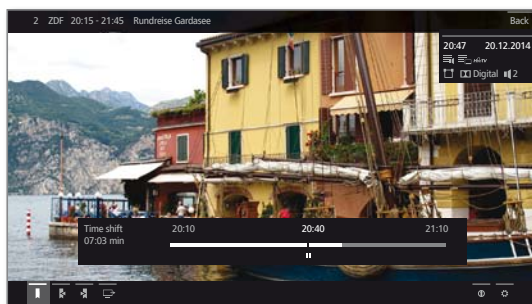 2 ZDF 20:15 - 21:45 Rundreise Gardasee Back
20:47 20.12.2014
HbbTV
Digital 2
Time shift 20:10 20:40 21:10
07:03 min